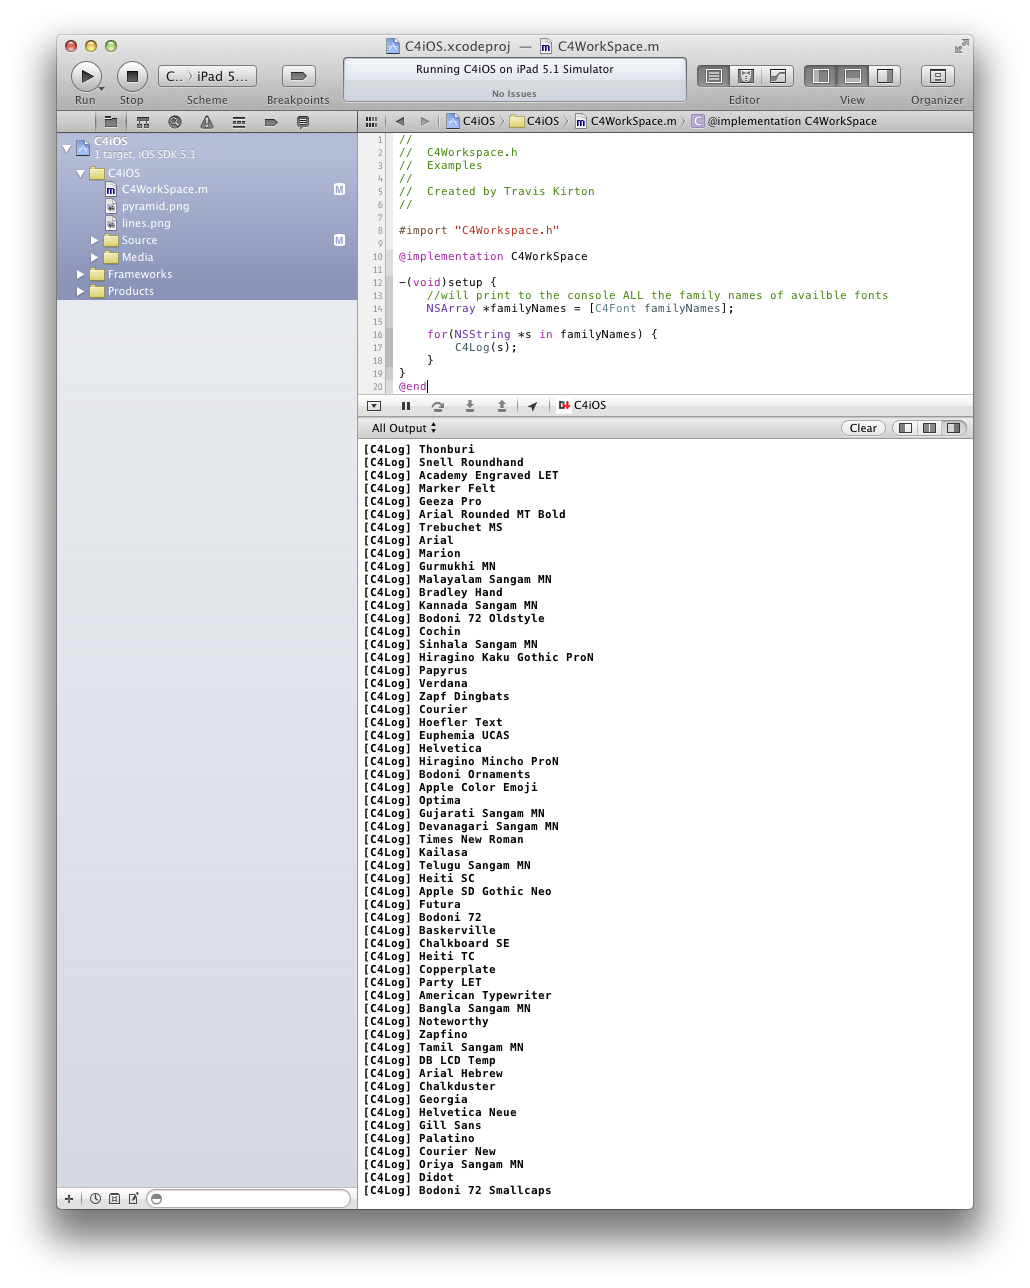 C4iOS.xcodeproj — C4WorkSpace.m
Run
Stop
C.. 〉 iPad 5...
Scheme
Breakpoints
Running C4iOS on iPad 5.1 Simulator
No Issues
Editor
View
Organizer
C4iOS 〉 C4iOS 〉 C4WorkSpace.m 〉 C @implementation C4WorkSpace
C4iOS
1 target, iOS SDK 5.1
C4iOS
C4WorkSpace.m M
pyramid.png
lines.png
Source M
Media
Frameworks
Products
1 //
2 //  C4Workspace.h
3 //  Examples
4 //
5 //  Created by Travis Kirton
6 //
7
8 #import "C4Workspace.h"
9
10 @implementation C4WorkSpace
11
12 -(void)setup {
13     //will print to the console ALL the family names of availble fonts
14     NSArray *familyNames = [C4Font familyNames];
15
16     for(NSString *s in familyNames) {
17         C4Log(s);
18     }
19 }
20 @end
C4iOS
All Output
Clear
[C4Log] Thonburi
[C4Log] Snell Roundhand
[C4Log] Academy Engraved LET
[C4Log] Marker Felt
[C4Log] Geeza Pro
[C4Log] Arial Rounded MT Bold
[C4Log] Trebuchet MS
[C4Log] Arial
[C4Log] Marion
[C4Log] Gurmukhi MN
[C4Log] Malayalam Sangam MN
[C4Log] Bradley Hand
[C4Log] Kannada Sangam MN
[C4Log] Bodoni 72 Oldstyle
[C4Log] Cochin
[C4Log] Sinhala Sangam MN
[C4Log] Hiragino Kaku Gothic ProN
[C4Log] Papyrus
[C4Log] Verdana
[C4Log] Zapf Dingbats
[C4Log] Courier
[C4Log] Hoefler Text
[C4Log] Euphemia UCAS
[C4Log] Helvetica
[C4Log] Hiragino Mincho ProN
[C4Log] Bodoni Ornaments
[C4Log] Apple Color Emoji
[C4Log] Optima
[C4Log] Gujarati Sangam MN
[C4Log] Devanagari Sangam MN
[C4Log] Times New Roman
[C4Log] Kailasa
[C4Log] Telugu Sangam MN
[C4Log] Heiti SC
[C4Log] Apple SD Gothic Neo
[C4Log] Futura
[C4Log] Bodoni 72
[C4Log] Baskerville
[C4Log] Chalkboard SE
[C4Log] Heiti TC
[C4Log] Copperplate
[C4Log] Party LET
[C4Log] American Typewriter
[C4Log] Bangla Sangam MN
[C4Log] Noteworthy
[C4Log] Zapfino
[C4Log] Tamil Sangam MN
[C4Log] DB LCD Temp
[C4Log] Arial Hebrew
[C4Log] Chalkduster
[C4Log] Georgia
[C4Log] Helvetica Neue
[C4Log] Gill Sans
[C4Log] Palatino
[C4Log] Courier New
[C4Log] Oriya Sangam MN
[C4Log] Didot
[C4Log] Bodoni 72 Smallcaps